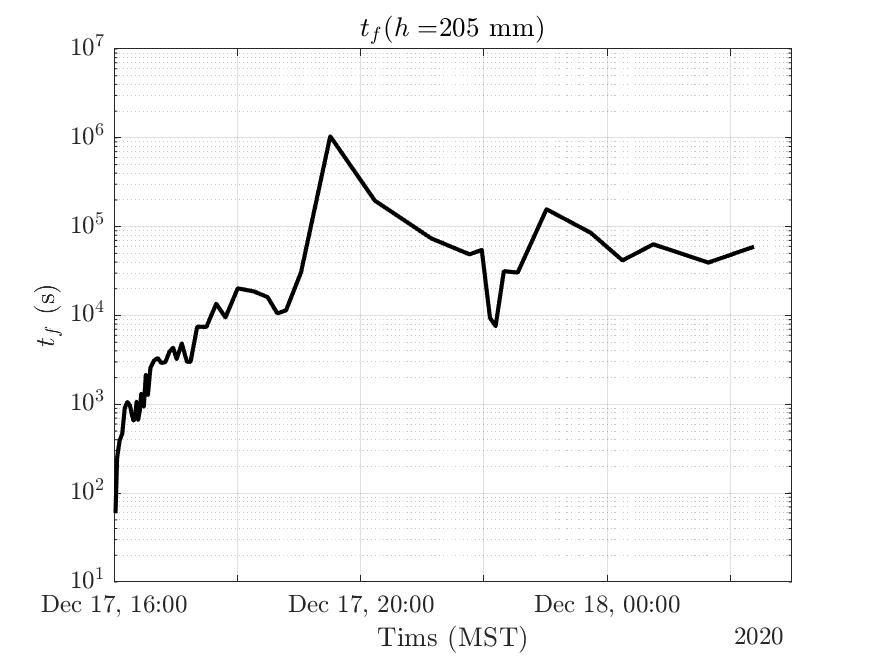 t_f(h =205 mm)
10^7
10^6
10^5
10^4
10^3
10^2
10^1
t_f (s)
Dec 17, 16:00 Dec 17, 20:00 Dec 18, 00:00
Tims (MST) 2020